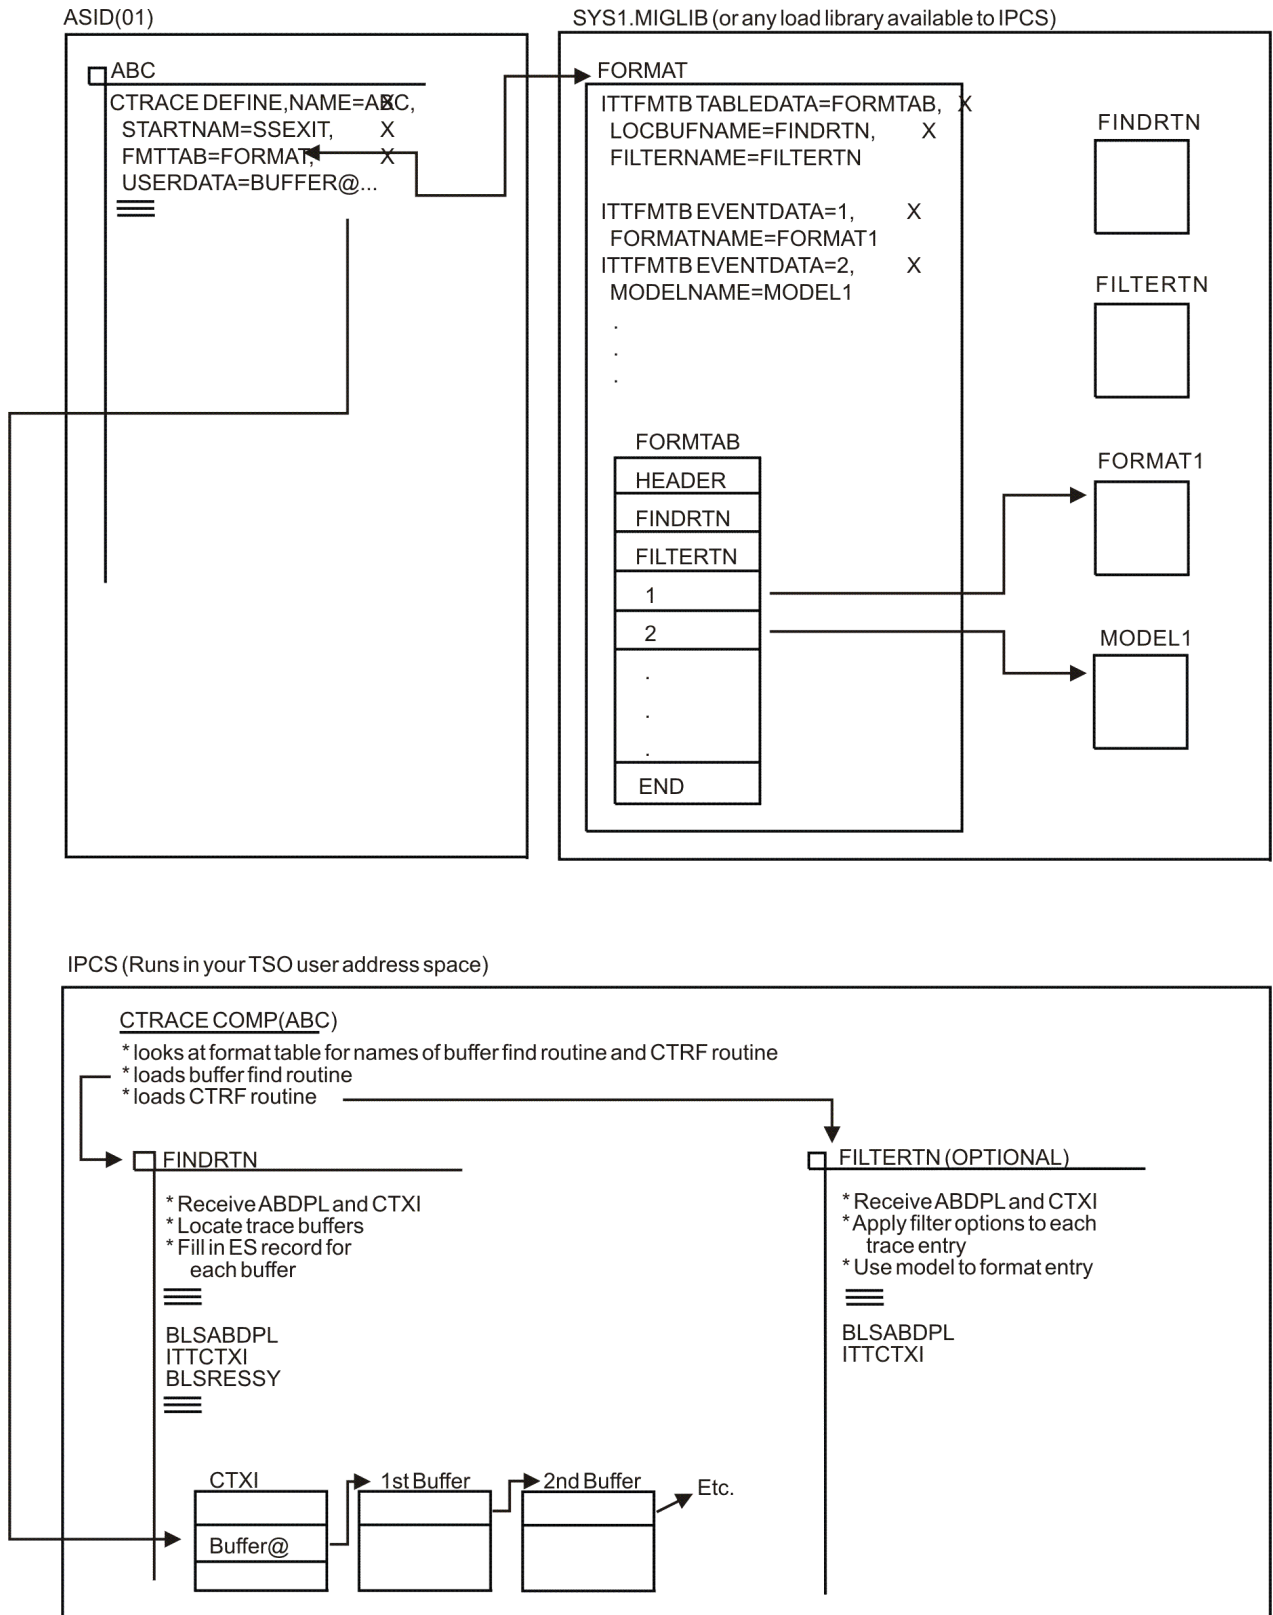 ASID(01)
ABC
CTRACE DEFINE,NAME=ABC, X
STARTNAM=SSEXIT, X
FMTTAB=FORMAT, X
USERDATA=BUFFER@...
SYS1.MIGLIB (or any load library available to IPCS)
FORMAT
ITTFMTB TABLEDATA=FORMTAB, X
LOCBUFNAME=FINDRTN, X
FILTERNAME=FILTERTN
ITTFMTB EVENTDATA=1, X
FORMATNAME=FORMAT1
ITTFMTB EVENTDATA=2, X
MODELNAME=MODEL1
.
.
.
FORMTAB
HEADER
FINDRTN
FILTERTN
1
2
.
.
.
END
FINDRTN
FILTERTN
FORMAT1
MODEL1
IPCS (Runs in your TSO user address space)
CTRACE COMP(ABC)
* looks at format table for names of buffer find routine and CTRF routine
* loads buffer find routine
* loads CTRF routine
FINDRTN
* Receive ABDPL and CTXI
* Locate trace buffers
* Fill in ES record for
each buffer
BLSABDPL
ITTCTXI
BLSRESSY
FILTERTN (OPTIONAL)
* Receive ABDPL and CTXI
* Apply filter options to each
trace entry
* Use model to format entry
BLSABDPL
ITTCTXI
CTXI
Buffer@
1st Buffer
2nd Buffer
Etc.